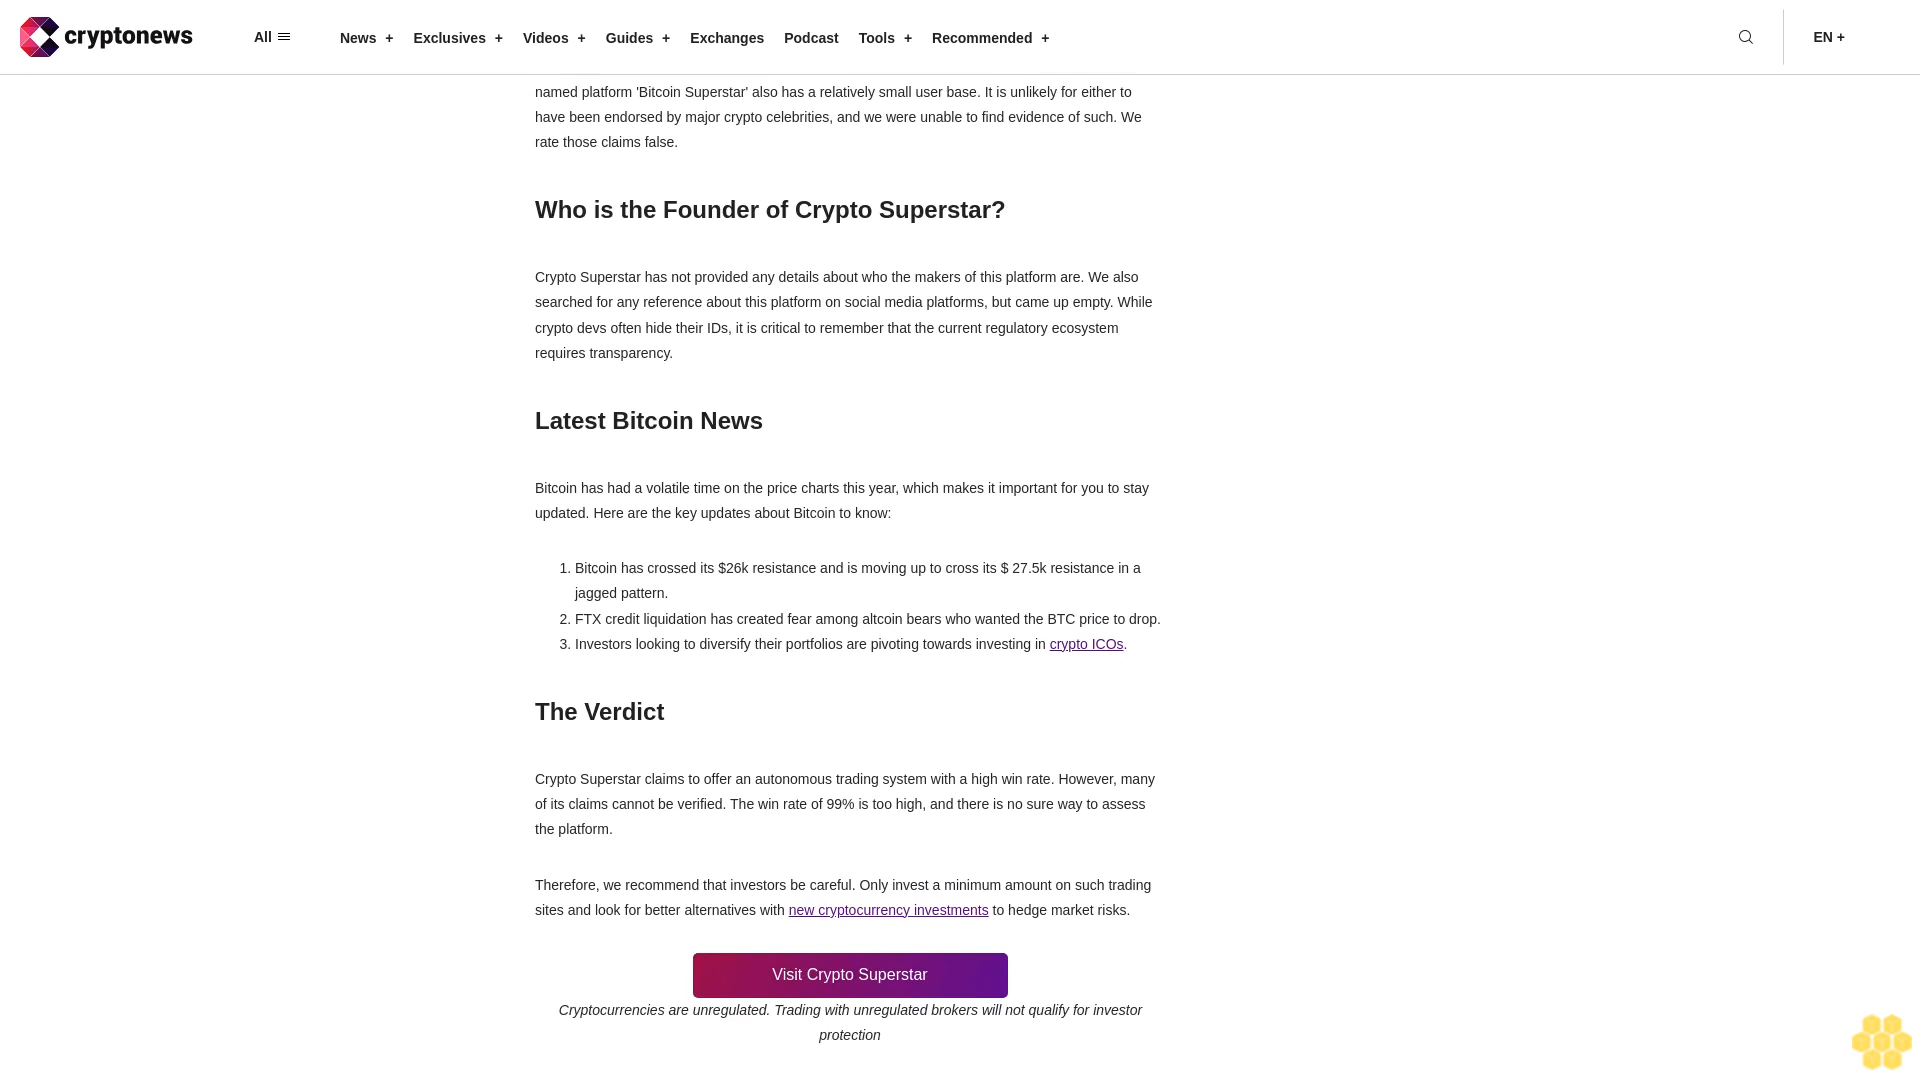 cryptonews
All
News +
Exclusives +
Videos +
Guides +
Exchanges
Podcast
Tools +
Recommended +
EN +
named platform 'Bitcoin Superstar' also has a relatively small user base. It is unlikely for either to
have been endorsed by major crypto celebrities, and we were unable to find evidence of such. We
rate those claims false.
Who is the Founder of Crypto Superstar?
Crypto Superstar has not provided any details about who the makers of this platform are. We also
searched for any reference about this platform on social media platforms, but came up empty. While
crypto devs often hide their IDs, it is critical to remember that the current regulatory ecosystem
requires transparency.
Latest Bitcoin News
Bitcoin has had a volatile time on the price charts this year, which makes it important for you to stay
updated. Here are the key updates about Bitcoin to know:
1. Bitcoin has crossed its $26k resistance and is moving up to cross its $ 27.5k resistance in a
jagged pattern.
2. FTX credit liquidation has created fear among altcoin bears who wanted the BTC price to drop.
3. Investors looking to diversify their portfolios are pivoting towards investing in crypto ICOs.
The Verdict
Crypto Superstar claims to offer an autonomous trading system with a high win rate. However, many
of its claims cannot be verified. The win rate of 99% is too high, and there is no sure way to assess
the platform.
Therefore, we recommend that investors be careful. Only invest a minimum amount on such trading
sites and look for better alternatives with new cryptocurrency investments to hedge market risks.
Visit Crypto Superstar
Cryptocurrencies are unregulated. Trading with unregulated brokers will not qualify for investor
protection